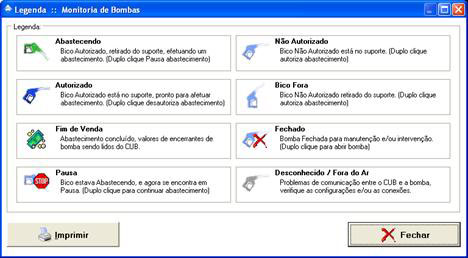 Legenda :: Monitoria de Bombas
Legenda
Abastecendo
Bico Autorizado, retirado do suporte, efetuando um
abastecimento. (Duplo clique Pausa abastecimento)
Autorizado
Bico Autorizado está no suporte, pronto para afetuar
abastecimento (Duplo clique desautoriza abastecimento)
Fim de Venda
Abastecimento concluído, valores de encerrantes de
bomba sendo lidos do CUB.
Pausa
Bico estava Abastecendo, e agora se encontra em
Pausa. (Duplo clique para continuar abastecimento)
Não Autorizado
Bico Não Autorizado está no suporte. (Duplo clique
autoriza abastecimento)
Bico Fora
Bico Não Autorizado retirado do suporte. (Duplo clique
autoriza abastecimento)
Fechado
Bomba Fechada para manutenção e/ou intervenção.
(Duplo clique para abrir bomba)
Desconhecido / Fora do Ar
Problemas de comunicação entre o CUB e a bomba,
verifique as configurações e/ou as conexões.
STOP
Imprimir
Fechar